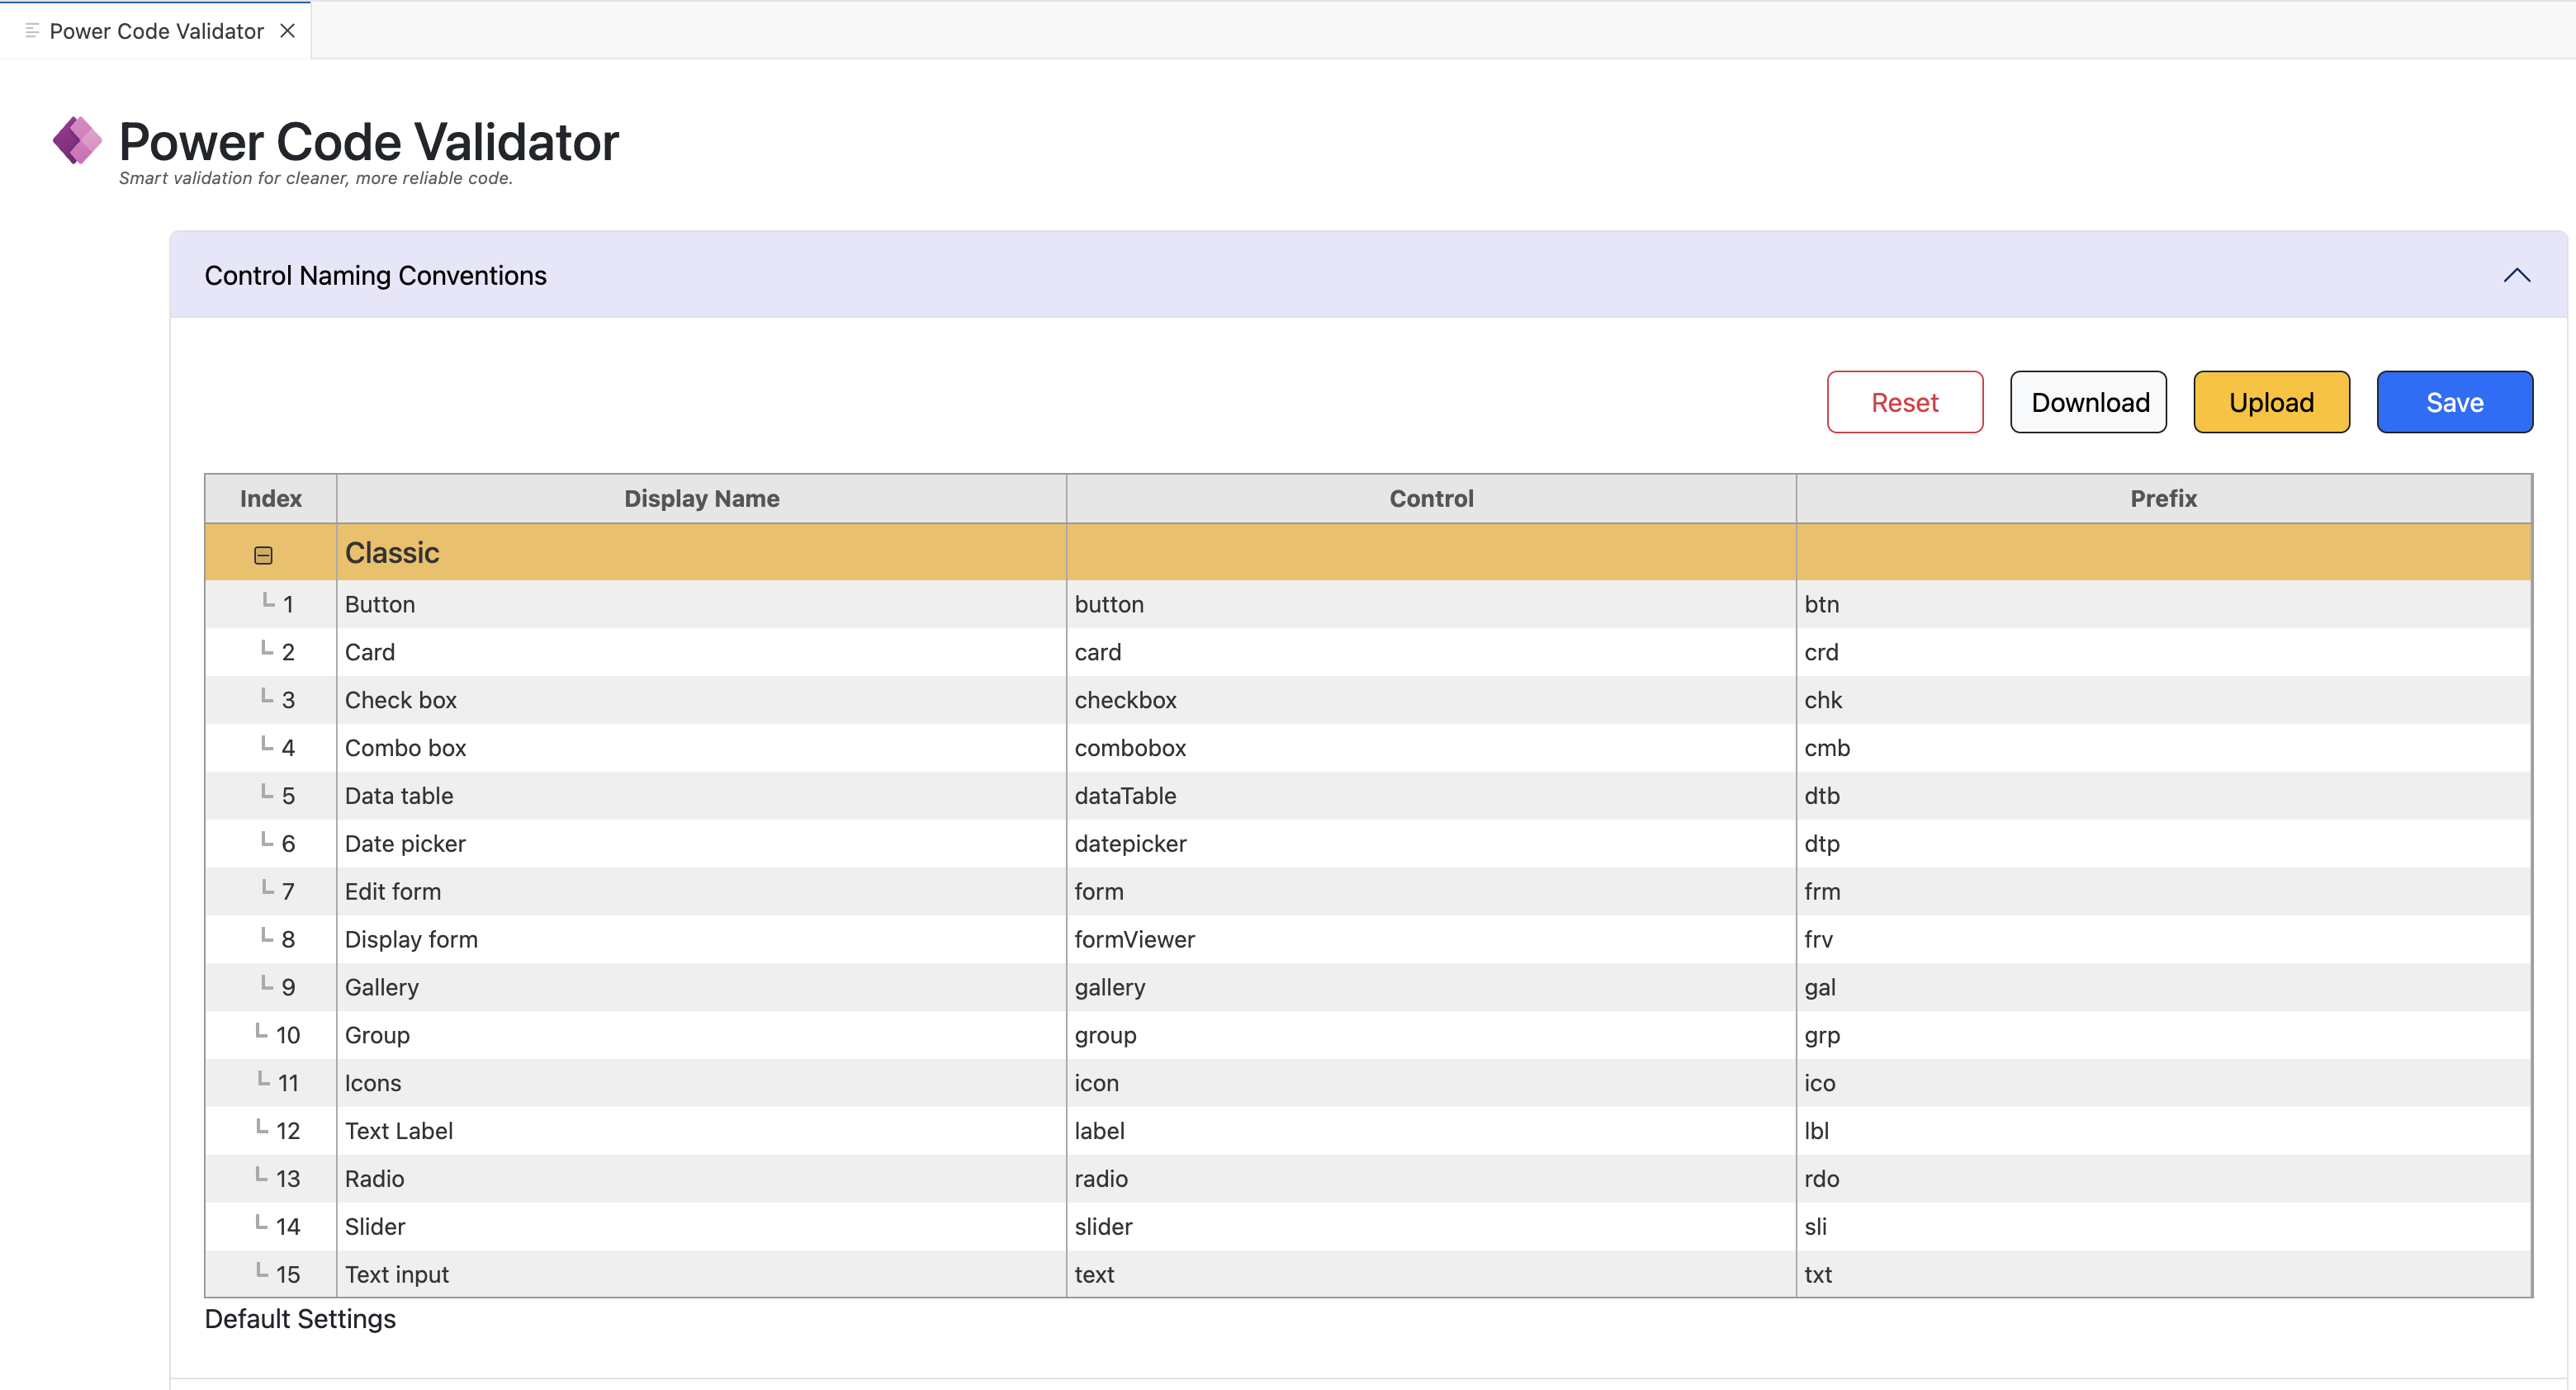 Power Code Validator
Power Code Validator
Smart validation for cleaner, more reliable code.
Control Naming Conventions
Reset Download Upload Save
Index Display Name Control Prefix
Classic
1 Button button btn
2 Card card crd
3 Check box checkbox chk
4 Combo box combobox cmb
5 Data table dataTable dtb
6 Date picker datepicker dtp
7 Edit form form frm
8 Display form formViewer frv
9 Gallery gallery gal
10 Group group grp
11 Icons icon ico
12 Text Label label lbl
13 Radio radio rdo
14 Slider slider sli
15 Text input text txt
Default Settings